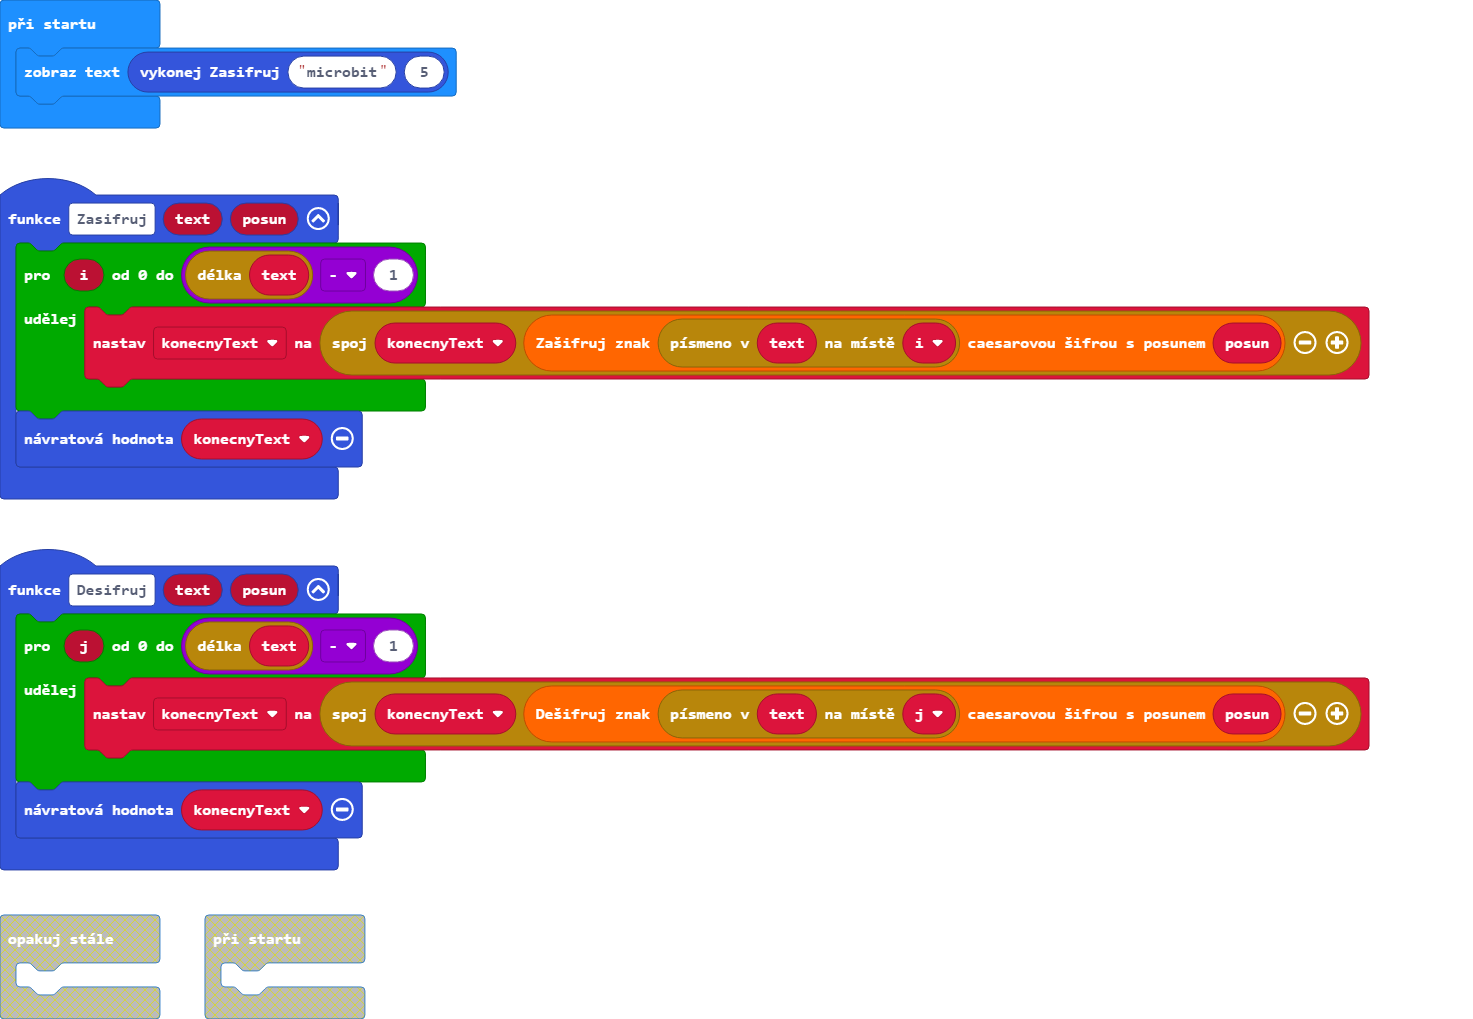 při startu
zobraz text vykonej Zasifruj "microbit" 5
funkce Zasifruj text posun
pro i od 0 do délka text - 1
udělej
nastav konecnyText na spoj konecnyText Zašifruj znak písmeno v text na místě i caesarovou šifrou s posunem posun
návratová hodnota konecnyText
funkce Desifruj text posun
pro j od 0 do délka text - 1
udělej
nastav konecnyText na spoj konecnyText Dešifruj znak písmeno v text na místě j caesarovou šifrou s posunem posun
návratová hodnota konecnyText
opakuj stále
při startu